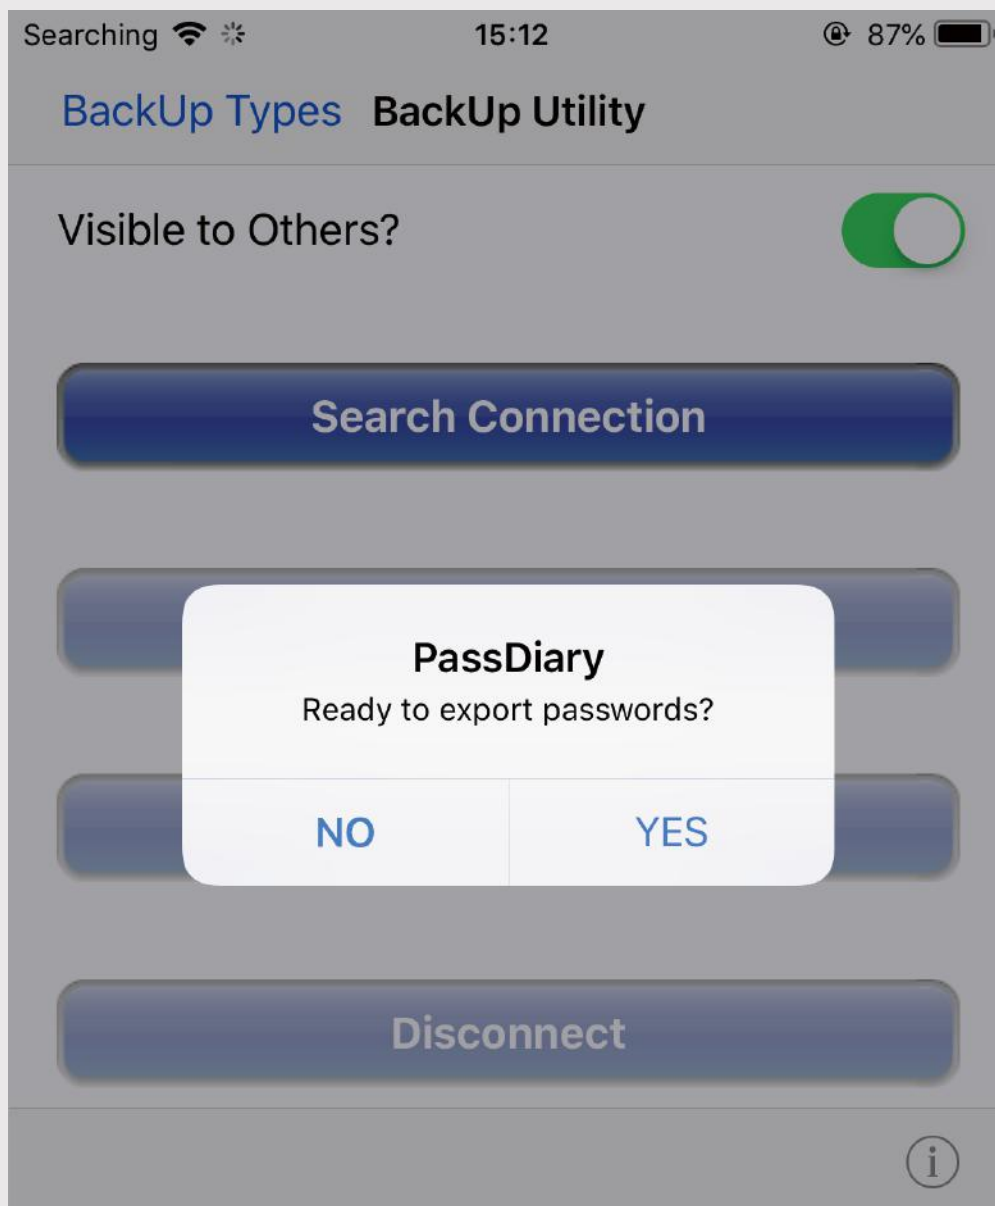 Searching 15:12 87%
BackUp Types BackUp Utility
Visible to Others?
Search Connection
PassDiary
Ready to export passwords?
NO YES
Disconnect
i